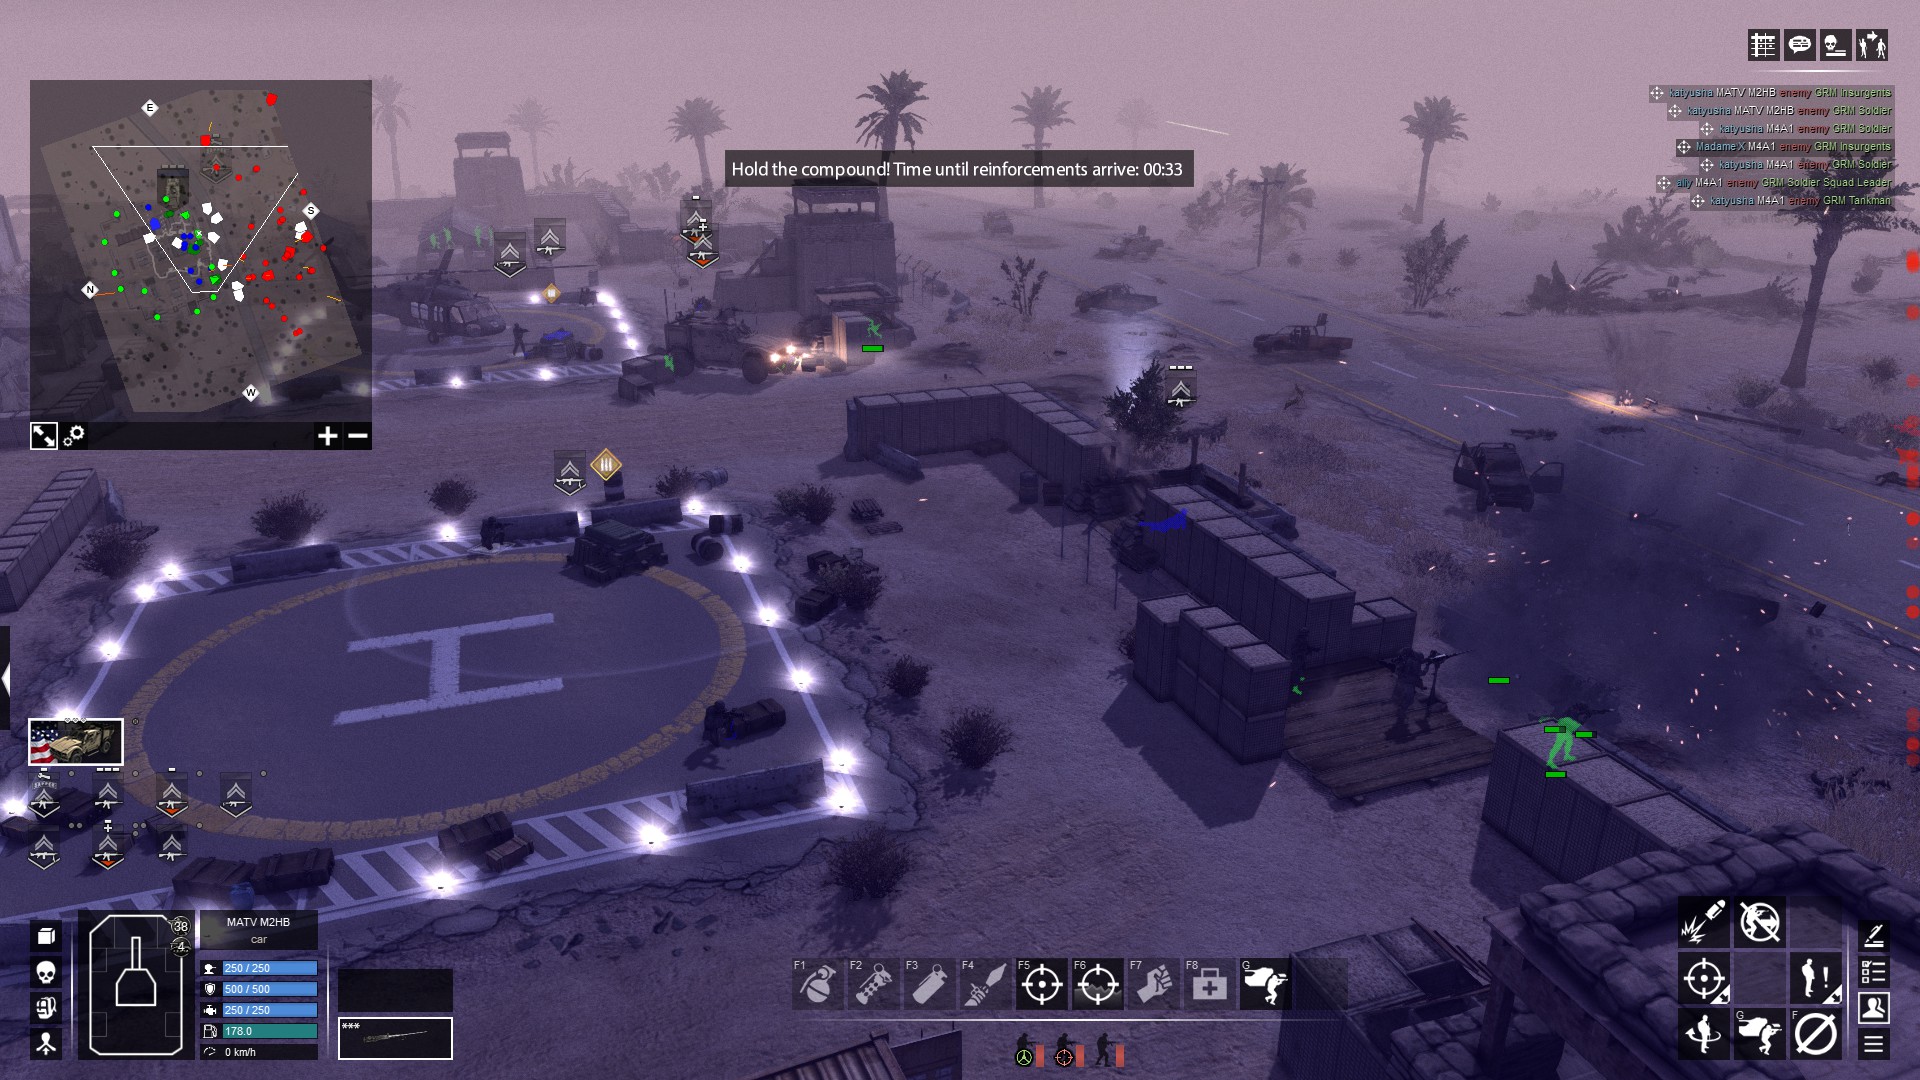 Hold the compound! Time until reinforcements arrive: 00:33
katyusha MATV M2HB enemy GRM Insurgents
katyusha MATV M2HB enemy GRM Soldier
katyusha M4A1 enemy GRM Soldier
Madame.X M4A1 enemy GRM Insurgents
katyusha M4A1 enemy GRM Soldier
ally M4A1 enemy GRM Soldier Squad Leader
katyusha M4A1 enemy GRM Tankman
E
S
N
W
H
38
4
MATV M2HB
car
250 / 250
500 / 500
250 / 250
178.0
0 km/h
***
F1
F2
F3
F4
F5
F6
F7
F8
G
G
F